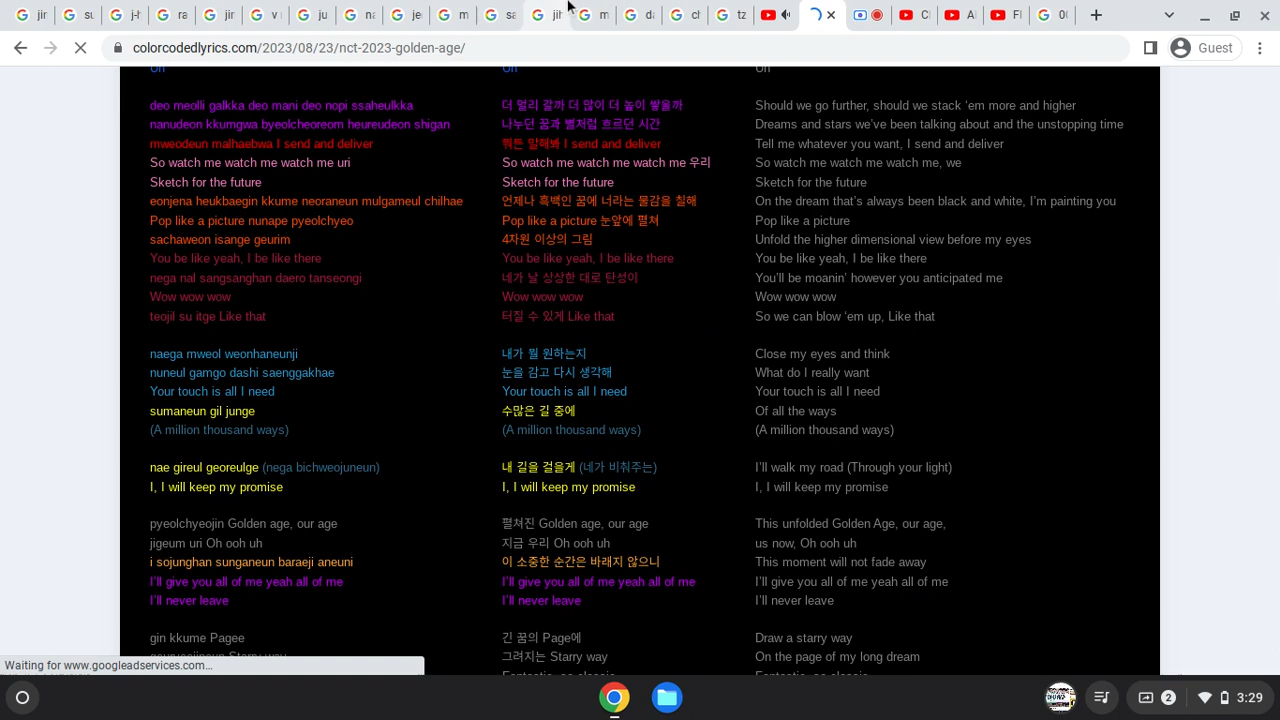 su
jir
v
ju
na
je
m
sa
jih
m
da
cl
tz
Cl
Al
Fl
00
colorcodedlyrics.com/2023/08/23/nct-2023-golden-age/
Guest
Oh Oh Oh
deo meolli galkka deo mani deo nopi ssaheulkka 더 멀리 갈까 더 많이 더 높이 쌓을까 Should we go further, should we stack ‘em more and higher
nanudeon kkumgwa byeolcheoreom heureudeon shigan 나누던 꿈과 별처럼 흐르던 시간 Dreams and stars we’ve been talking about and the unstopping time
mweodeun malhaebwa I send and deliver 뭐든 말해봐 I send and deliver Tell me whatever you want, I send and deliver
So watch me watch me watch me uri So watch me watch me watch me 우리 So watch me watch me watch me, we
Sketch for the future Sketch for the future Sketch for the future
eonjena heukbaegin kkume neoraneun mulgameul chilhae 언제나 흑백인 꿈에 너라는 물감을 칠해 On the dream that’s always been black and white, I’m painting you
Pop like a picture nunape pyeolchyeo Pop like a picture 눈앞에 펼쳐 Pop like a picture
sachaweon isange geurim 4차원 이상의 그림 Unfold the higher dimensional view before my eyes
You be like yeah, I be like there You be like yeah, I be like there You be like yeah, I be like there
nega nal sangsanghan daero tanseongi 네가 날 상상한 대로 탄성이 You’ll be moanin’ however you anticipated me
Wow wow wow Wow wow wow Wow wow wow
teojil su itge Like that 터질 수 있게 Like that So we can blow ‘em up, Like that
naega mweol weonhaneunji 내가 뭘 원하는지 Close my eyes and think
nuneul gamgo dashi saenggakhae 눈을 감고 다시 생각해 What do I really want
Your touch is all I need Your touch is all I need Your touch is all I need
sumaneun gil junge 수많은 길 중에 Of all the ways
(A million thousand ways) (A million thousand ways) (A million thousand ways)
nae gireul georeulge (nega bichweojuneun) 내 길을 걸을게 (네가 비춰주는) I’ll walk my road (Through your light)
I, I will keep my promise I, I will keep my promise I, I will keep my promise
pyeolchyeojin Golden age, our age 펼쳐진 Golden age, our age This unfolded Golden Age, our age,
jigeum uri Oh ooh uh 지금 우리 Oh ooh uh us now, Oh ooh uh
i sojunghan sunganeun baraeji aneuni 이 소중한 순간은 바래지 않으니 This moment will not fade away
I’ll give you all of me yeah all of me I’ll give you all of me yeah all of me I’ll give you all of me yeah all of me
I’ll never leave I’ll never leave I’ll never leave
gin kkume Pagee 긴 꿈의 Page에 Draw a starry way
그려지는 Starry way On the page of my long dream
Waiting for www.googleadservices.com…
2
3:29